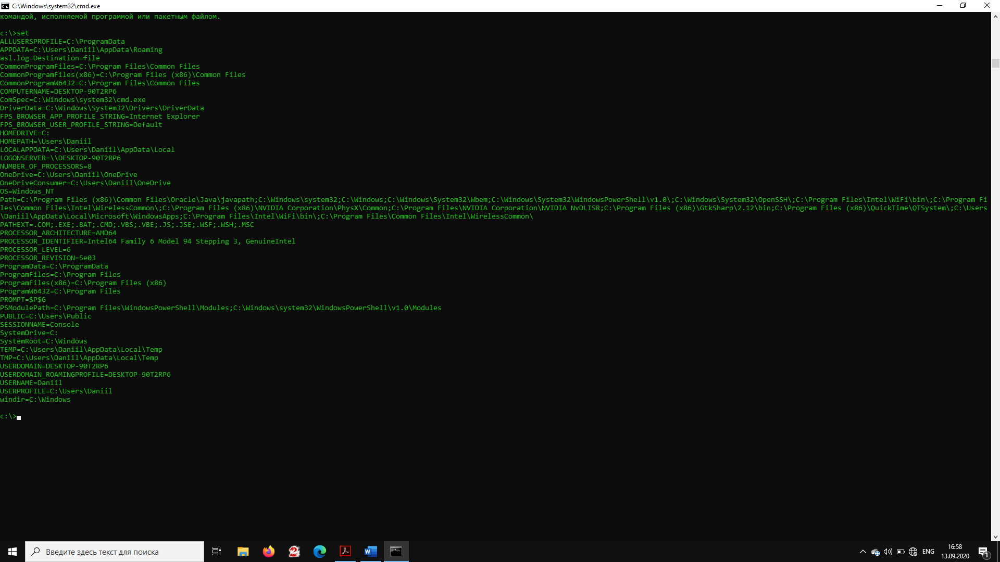 C:\Windows\system32\cmd.exe
командой, исполняемой программой или пакетным файлом.
c:\>set
ALLUSERSPROFILE=C:\ProgramData
APPDATA=C:\Users\Daniil\AppData\Roaming
asl.log=Destination=file
CommonProgramFiles=C:\Program Files\Common Files
CommonProgramFiles(x86)=C:\Program Files (x86)\Common Files
CommonProgramW6432=C:\Program Files\Common Files
COMPUTERNAME=DESKTOP-90T2RP6
ComSpec=C:\Windows\system32\cmd.exe
DriverData=C:\Windows\System32\Drivers\DriverData
FPS_BROWSER_APP_PROFILE_STRING=Internet Explorer
FPS_BROWSER_USER_PROFILE_STRING=Default
HOMEDRIVE=C:
HOMEPATH=\Users\Daniil
LOCALAPPDATA=C:\Users\Daniil\AppData\Local
LOGONSERVER=\\DESKTOP-90T2RP6
NUMBER_OF_PROCESSORS=8
OneDrive=C:\Users\Daniil\OneDrive
OneDriveConsumer=C:\Users\Daniil\OneDrive
OS=Windows_NT
Path=C:\Program Files (x86)\Common Files\Oracle\Java\javapath;C:\Windows\system32;C:\Windows;C:\Windows\System32\Wbem;C:\Windows\System32\WindowsPowerShell\v1.0\;C:\Windows\System32\OpenSSH\;C:\Program Files\Intel\WiFi\bin\;C:\Program Fi
les\Common Files\Intel\WirelessCommon\;C:\Program Files (x86)\NVIDIA Corporation\PhysX\Common;C:\Program Files\NVIDIA Corporation\NVIDIA NvDLISR;C:\Program Files (x86)\GtkSharp\2.12\bin;C:\Program Files (x86)\QuickTime\QTSystem\;C:\Users
\Daniil\AppData\Local\Microsoft\WindowsApps;C:\Program Files\Intel\WiFi\bin\;C:\Program Files\Common Files\Intel\WirelessCommon\
PATHEXT=.COM;.EXE;.BAT;.CMD;.VBS;.VBE;.JS;.JSE;.WSF;.WSH;.MSC
PROCESSOR_ARCHITECTURE=AMD64
PROCESSOR_IDENTIFIER=Intel64 Family 6 Model 94 Stepping 3, GenuineIntel
PROCESSOR_LEVEL=6
PROCESSOR_REVISION=5e03
ProgramData=C:\ProgramData
ProgramFiles=C:\Program Files
ProgramFiles(x86)=C:\Program Files (x86)
ProgramW6432=C:\Program Files
PROMPT=$P$G
PSModulePath=C:\Program Files\WindowsPowerShell\Modules;C:\Windows\system32\WindowsPowerShell\v1.0\Modules
PUBLIC=C:\Users\Public
SESSIONNAME=Console
SystemDrive=C:
SystemRoot=C:\Windows
TEMP=C:\Users\Daniil\AppData\Local\Temp
TMP=C:\Users\Daniil\AppData\Local\Temp
USERDOMAIN=DESKTOP-90T2RP6
USERDOMAIN_ROAMINGPROFILE=DESKTOP-90T2RP6
USERNAME=Daniil
USERPROFILE=C:\Users\Daniil
windir=C:\Windows
c:\>
Введите здесь текст для поиска
ENG
16:58
13.09.2020
1